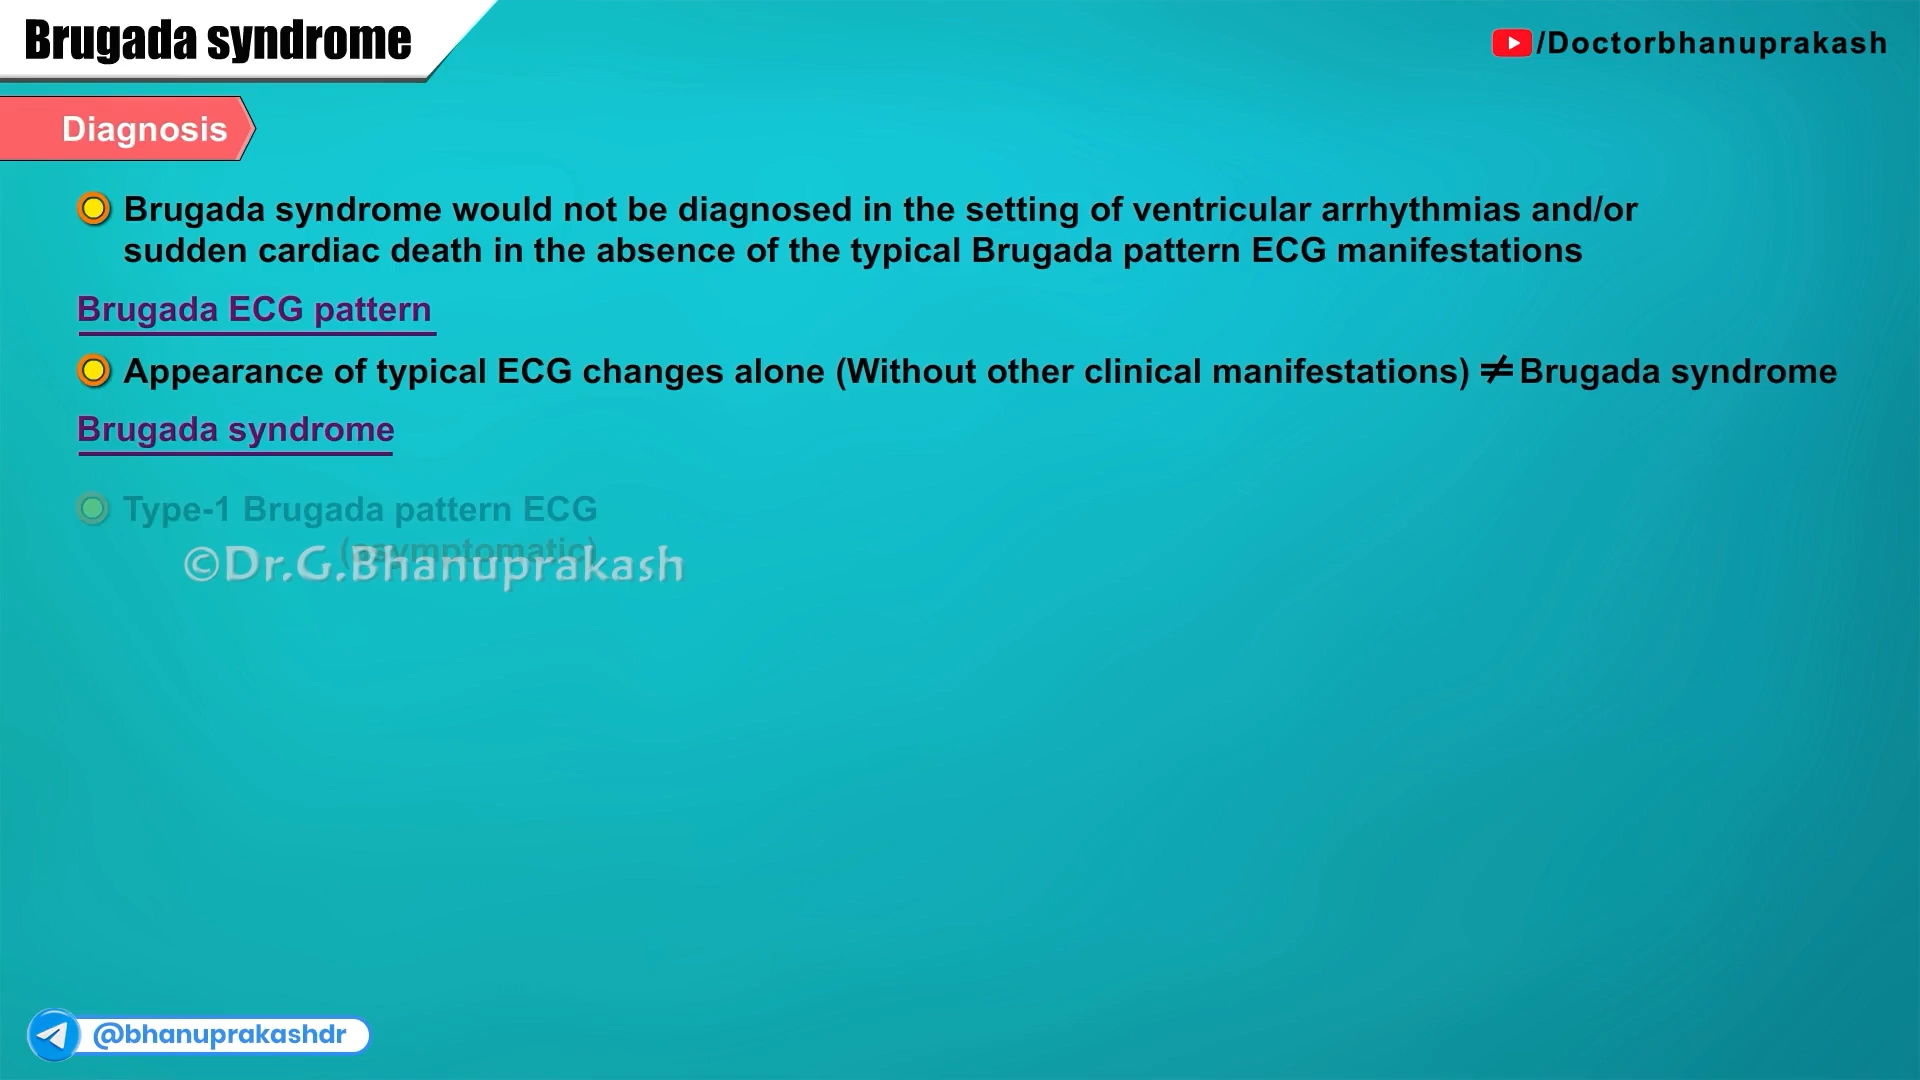 Brugada syndrome
/Doctorbhanuprakash
Diagnosis
Brugada syndrome would not be diagnosed in the setting of ventricular arrhythmias and/or
sudden cardiac death in the absence of the typical Brugada pattern ECG manifestations
Brugada ECG pattern
Appearance of typical ECG changes alone (Without other clinical manifestations) ≠ Brugada syndrome
Brugada syndrome
Type-1 Brugada pattern ECG
(asymptomatic)
©Dr.G.Bhanuprakash
@bhanuprakashdr